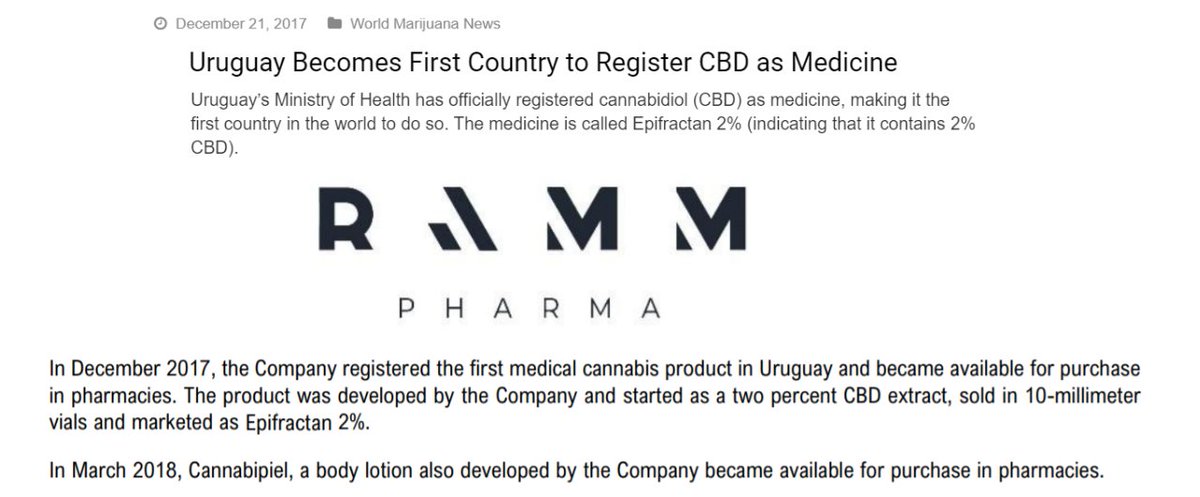 December 21, 2017 World Marijuana News
Uruguay Becomes First Country to Register CBD as Medicine
Uruguay's Ministry of Health has officially registered cannabidiol (CBD) as medicine, making it the
first country in the world to do so. The medicine is called Epifractan 2% (indicating that it contains 2%
CBD).
RAMM
PHARMA
In December 2017, the Company registered the first medical cannabis product in Uruguay and became available for purchase
in pharmacies. The product was developed by the Company and started as a two percent CBD extract, sold in 10-millimeter
vials and marketed as Epifractan 2%.
In March 2018, Cannabipiel, a body lotion also developed by the Company became available for purchase in pharmacies.